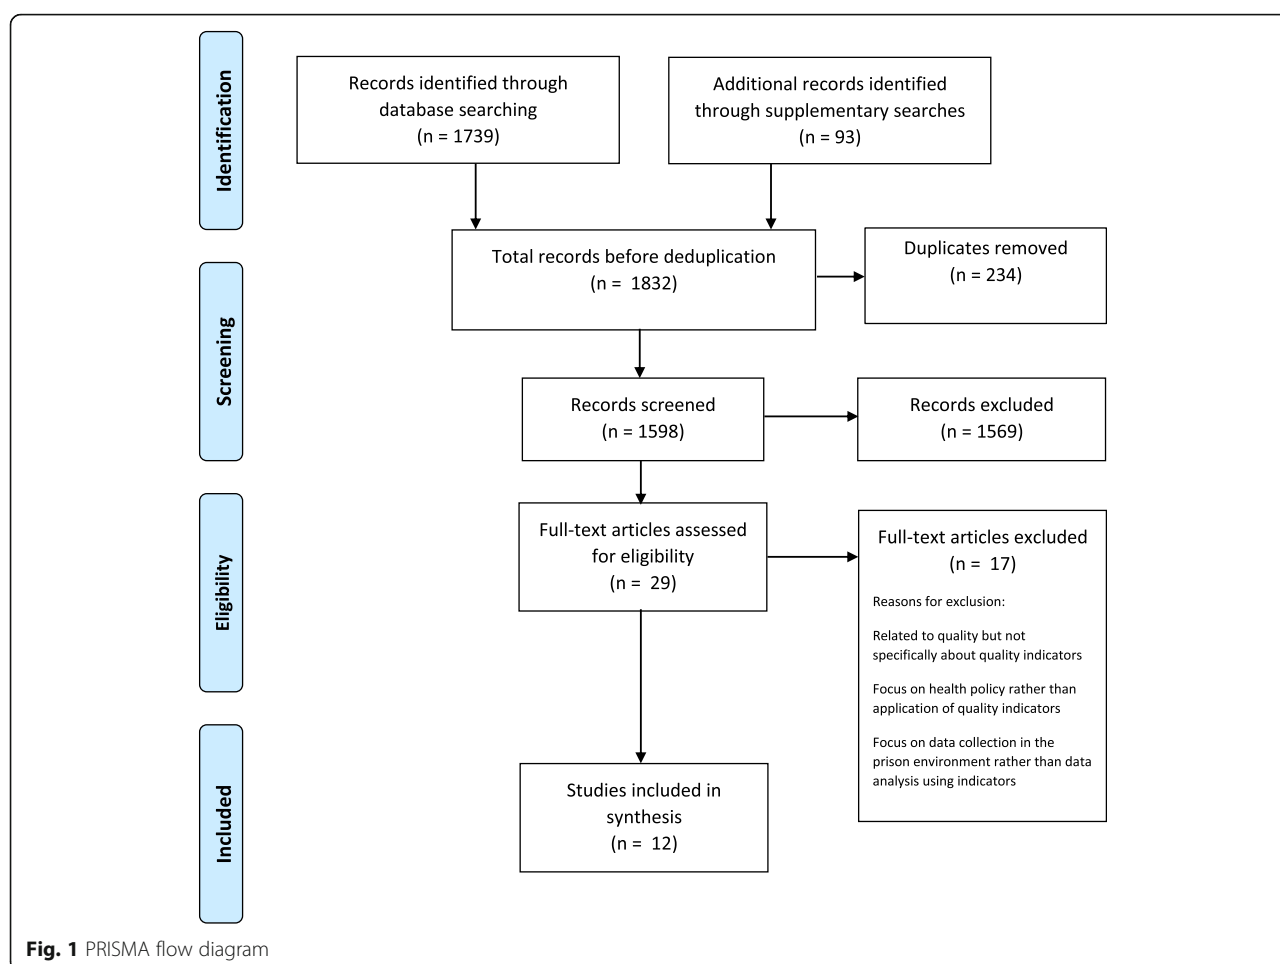 Identification
Records identified through
database searching
(n = 1739)
Additional records identified
through supplementary searches
(n = 93)
Total records before deduplication
(n =  1832)
Duplicates removed
(n = 234)
Screening
Records screened
(n = 1598)
Records excluded
(n = 1569)
Eligibility
Full-text articles assessed
for eligibility
(n =  29)
Full-text articles excluded
(n =  17)
Reasons for exclusion:
Related to quality but not
specifically about quality indicators
Focus on health policy rather than
application of quality indicators
Focus on data collection in the
prison environment rather than data
analysis using indicators
Included
Studies included in
synthesis
(n =  12)
Fig. 1 PRISMA flow diagram